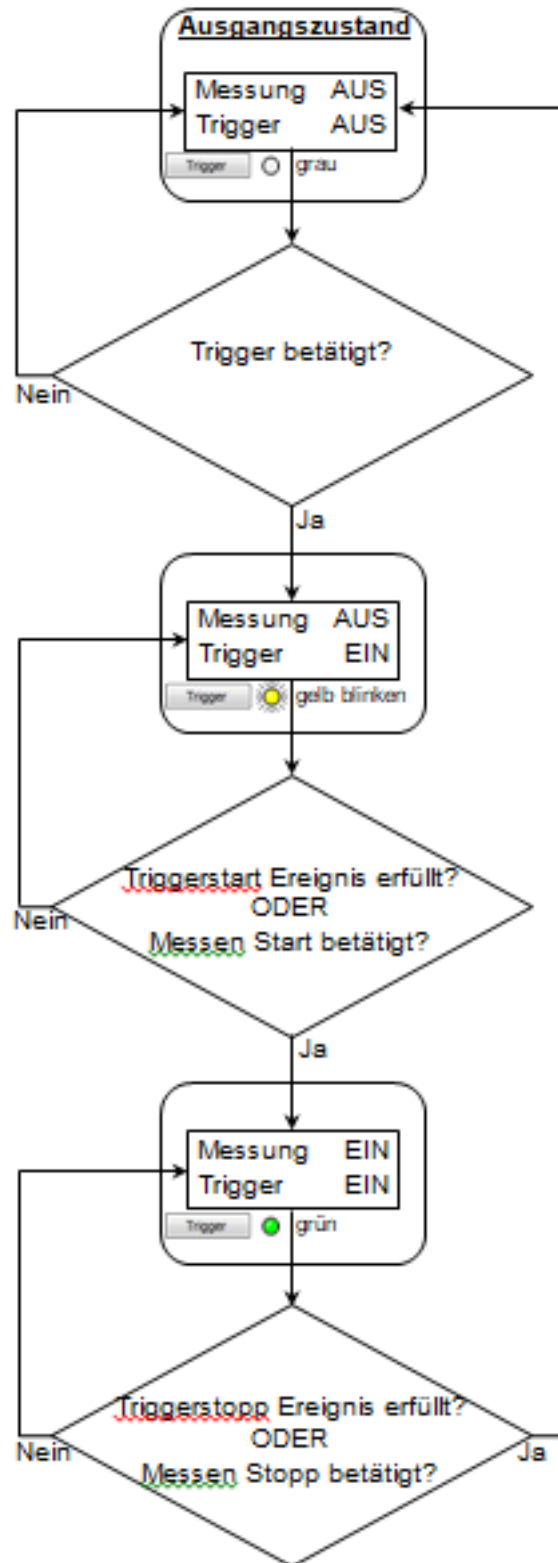 Ausgangszustand
Messung AUS
Trigger AUS
Trigger grau
Trigger betätigt?
Nein
Ja
Messung AUS
Trigger EIN
Trigger gelb blinken
Triggerstart Ereignis erfüllt?
ODER
Messen Start betätigt?
Nein
Ja
Messung EIN
Trigger EIN
Trigger grün
Triggerstopp Ereignis erfüllt?
ODER
Messen Stopp betätigt?
Nein
Ja